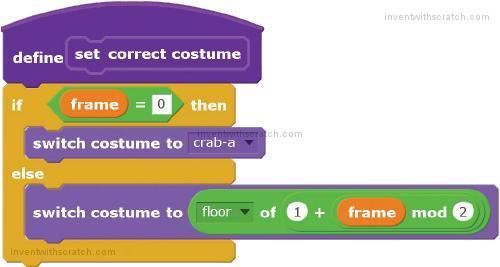 inventwithscratch.com
define set correct costume
if frame = 0 then
inventwithscratch.com
switch costume to crab-a
else
switch costume to floor of 1 + frame mod 2
inventwithscratch.com